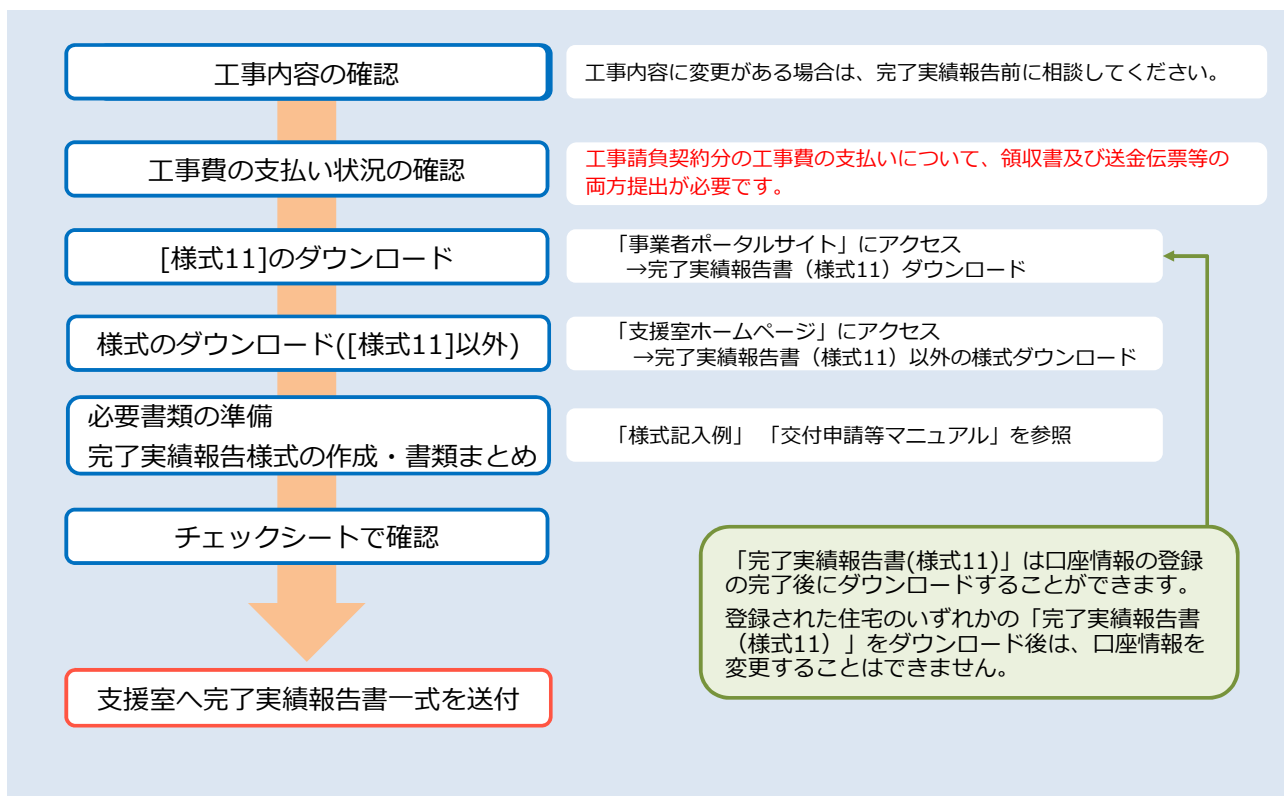 工事内容の確認
工事内容に変更がある場合は、完了実績報告前に相談してください。
工事費の支払い状況の確認
工事請負契約分の工事費の支払いについて、領収書及び送金伝票等の
両方提出が必要です。
[様式11]のダウンロード
「事業者ポータルサイト」にアクセス
→完了実績報告書（様式11）ダウンロード
様式のダウンロード([様式11]以外)
「支援室ホームページ」にアクセス
→完了実績報告書（様式11）以外の様式ダウンロード
必要書類の準備
完了実績報告様式の作成・書類まとめ
「様式記入例」 「交付申請等マニュアル」を参照
チェックシートで確認
「完了実績報告書(様式11)」は口座情報の登録
の完了後にダウンロードすることができます。
登録された住宅のいずれかの「完了実績報告書
（様式11）」をダウンロード後は、口座情報を
変更することはできません。
支援室へ完了実績報告書一式を送付